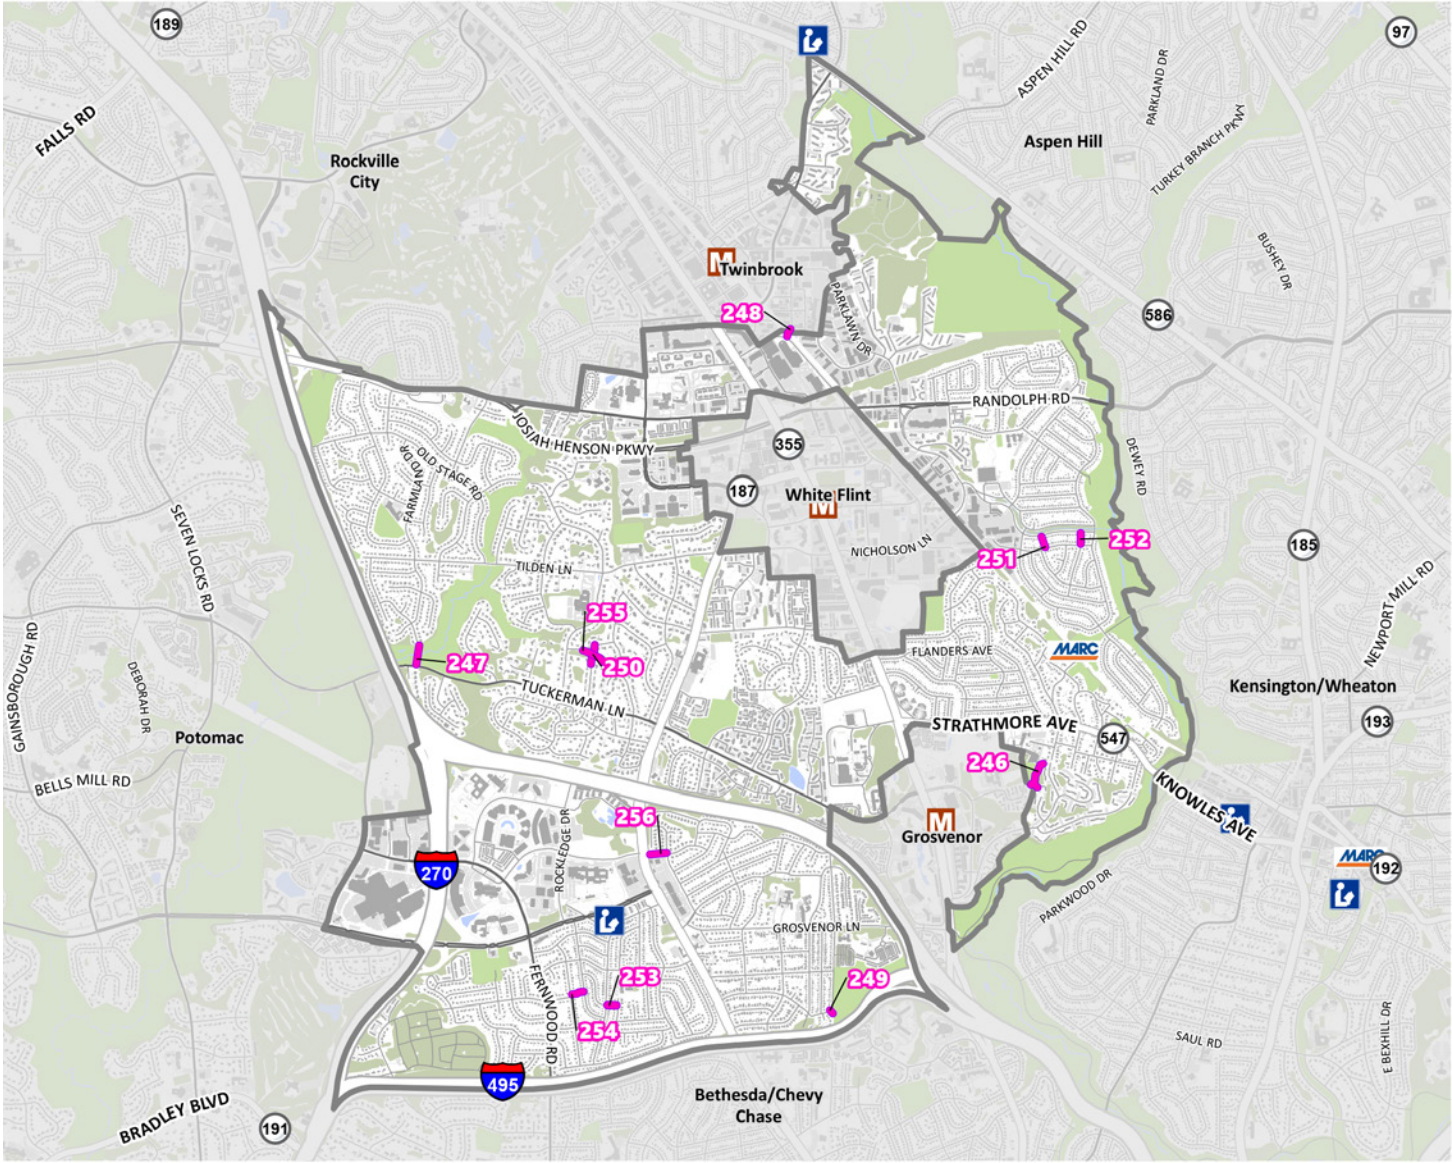 189
97
ASPEN HILL RD
PARKLAND DR
FALLS RD
Aspen Hill
TURKEY BRANCH PKWY
Rockville
City
BUSHEY DR
M
Twinbrook
248
PARKLAWN DR
586
RANDOLPH RD
JOSIAH HENSON PKWY
355
OLD STAGE RD
FARMLAND DR
DEWEY RD
187
White Flint
M
SEVEN LOCKS RD
NICHOLSON LN
251
252
185
TILDEN LN
NEWPORT MILL RD
255
GAINSBOROUGH RD
247
250
FLANDERS AVE
MARC
DEBORAH DR
TUCKERMAN LN
Kensington/Wheaton
STRATHMORE AVE
193
Potomac
547
246
BELLS MILL RD
KNOWLES AVE
256
M
Grosvenor
ROCKLEDGE DR
MARC
192
270
PARKWOOD DR
GROSVENOR LN
253
249
FERNWOOD RD
254
SAUL RD
E BEXHILL DR
495
Bethesda/Chevy
Chase
BRADLEY BLVD
191